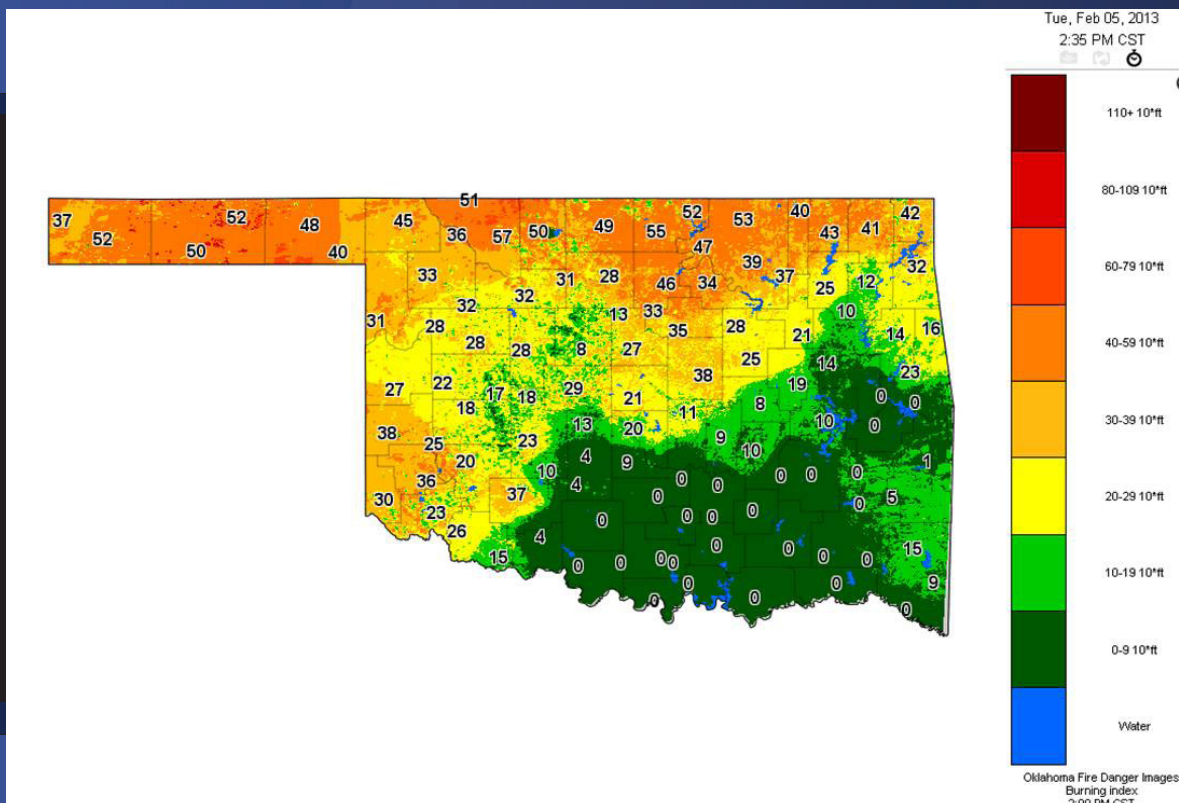 Tue, Feb 05, 2013
2:35 PM CST
110+ 10*ft
80-109 10*ft
60-79 10*ft
40-59 10*ft
30-39 10*ft
20-29 10*ft
10-19 10*ft
0-9 10*ft
Water
Oklahoma Fire Danger Images
Burning index
2:00 PM CST
51
37 52 48 45 52 53 40 42
52 50 40 36 57 50 49 55 47 43 41
33 31 28 46 34 39 37 32
32 32 25 12
31 28 13 33 35 28 21 10 14 16
28 28 8 27 25 14 23
27 22 17 18 29 38 19 0 0
18 21 11 8 10 0
38 25 23 13 20 9 10
20 10 4 9 0 0 0 0 0 1
30 36 37 4 0 0 5
23 0 0 0 0
26 4 0 15
15 0 0 0 0 0 0 0
0 0 0 9
0 0 0